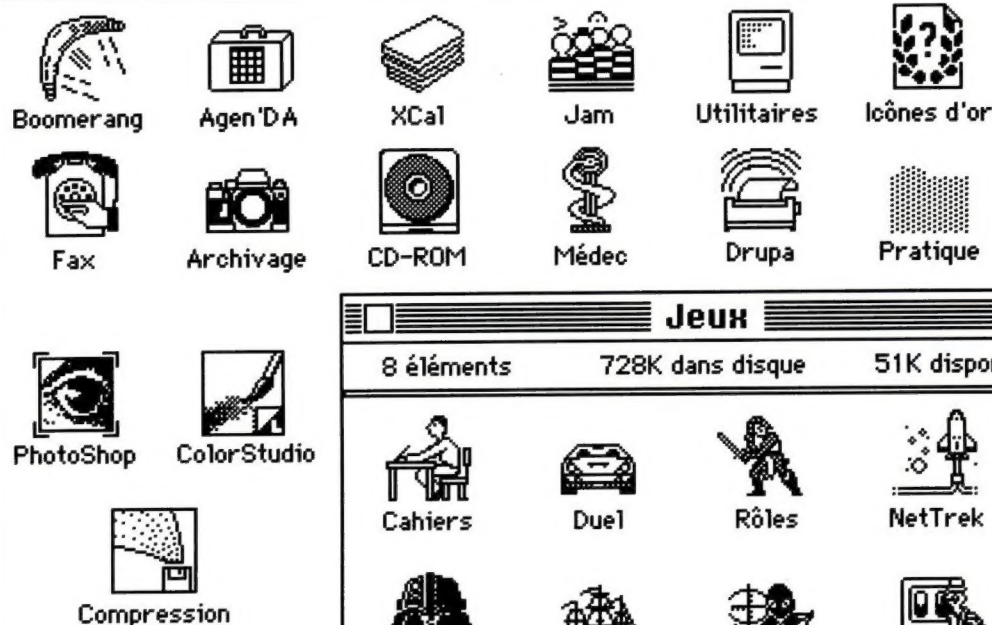 Boomerang Agen'DA XCal Jam Utilitaires Icônes d'or
?
Fax Archivage CD-ROM Médec Drupa Pratique
Jeux
8 éléments 728K dans disque 51K dispon
PhotoShop ColorStudio
Cahiers Duel Rôles NetTrek
Compression